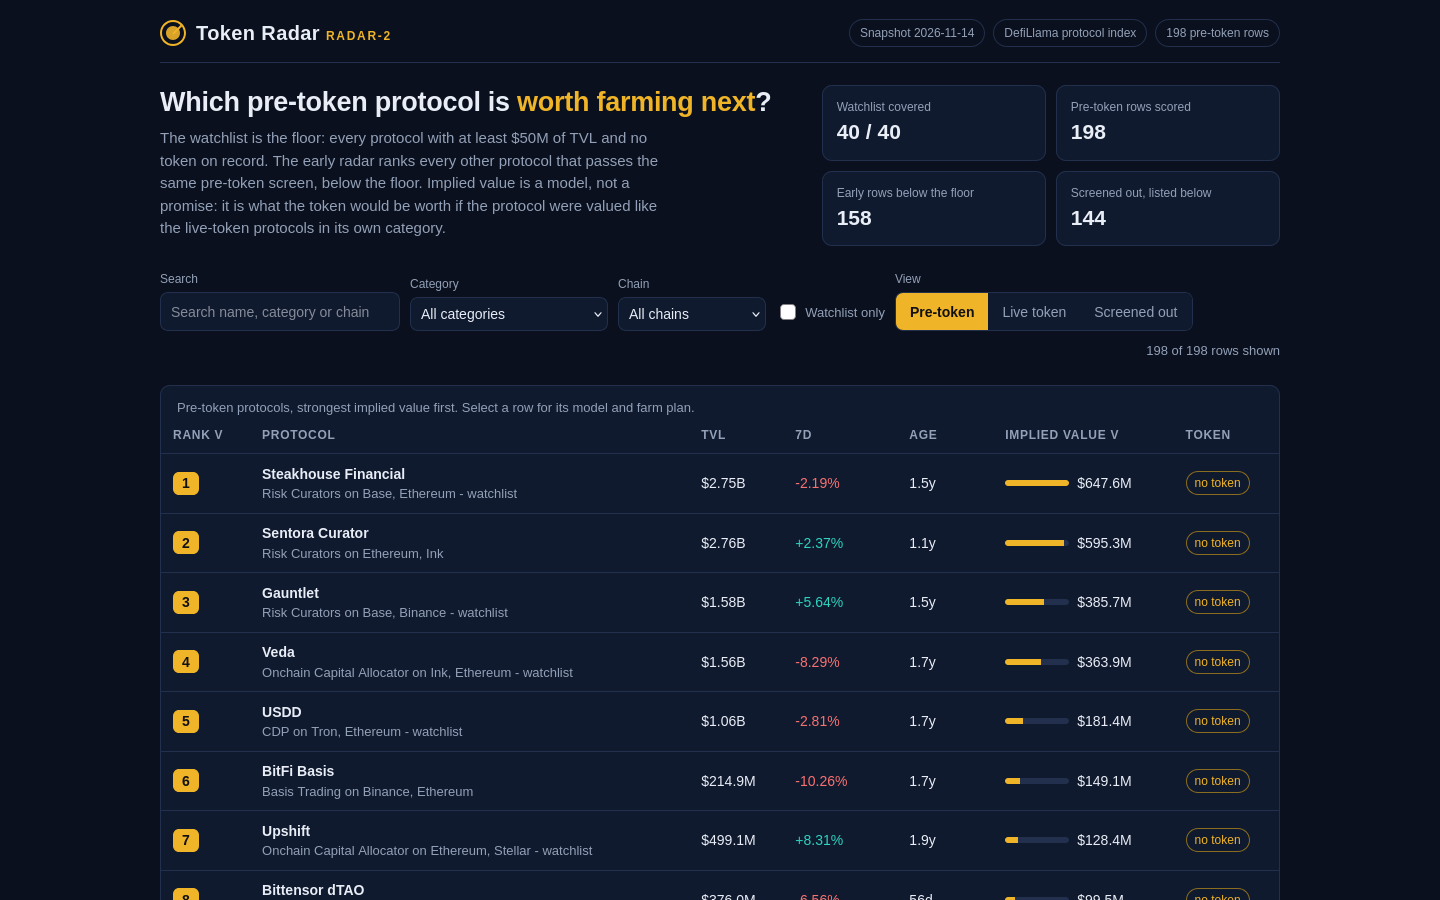 Token Radar RADAR-2
Snapshot 2026-11-14
DefiLlama protocol index
198 pre-token rows
Which pre-token protocol is worth farming next?
The watchlist is the floor: every protocol with at least $50M of TVL and no
token on record. The early radar ranks every other protocol that passes the
same pre-token screen, below the floor. Implied value is a model, not a
promise: it is what the token would be worth if the protocol were valued like
the live-token protocols in its own category.
Watchlist covered
40 / 40
Pre-token rows scored
198
Early rows below the floor
158
Screened out, listed below
144
Search
Search name, category or chain
Category
All categories
Chain
All chains
Watchlist only
View
Pre-token
Live token
Screened out
198 of 198 rows shown
Pre-token protocols, strongest implied value first. Select a row for its model and farm plan.
RANK V PROTOCOL TVL 7D AGE IMPLIED VALUE V TOKEN
1 Steakhouse Financial $2.75B -2.19% 1.5y $647.6M no token
Risk Curators on Base, Ethereum - watchlist
2 Sentora Curator $2.76B +2.37% 1.1y $595.3M no token
Risk Curators on Ethereum, Ink
3 Gauntlet $1.58B +5.64% 1.5y $385.7M no token
Risk Curators on Base, Binance - watchlist
4 Veda $1.56B -8.29% 1.7y $363.9M no token
Onchain Capital Allocator on Ink, Ethereum - watchlist
5 USDD $1.06B -2.81% 1.7y $181.4M no token
CDP on Tron, Ethereum - watchlist
6 BitFi Basis $214.9M -10.26% 1.7y $149.1M no token
Basis Trading on Binance, Ethereum
7 Upshift $499.1M +8.31% 1.9y $128.4M no token
Onchain Capital Allocator on Ethereum, Stellar - watchlist
8 Bittensor dTAO $376.0M -6.56% 56d $99.5M no token